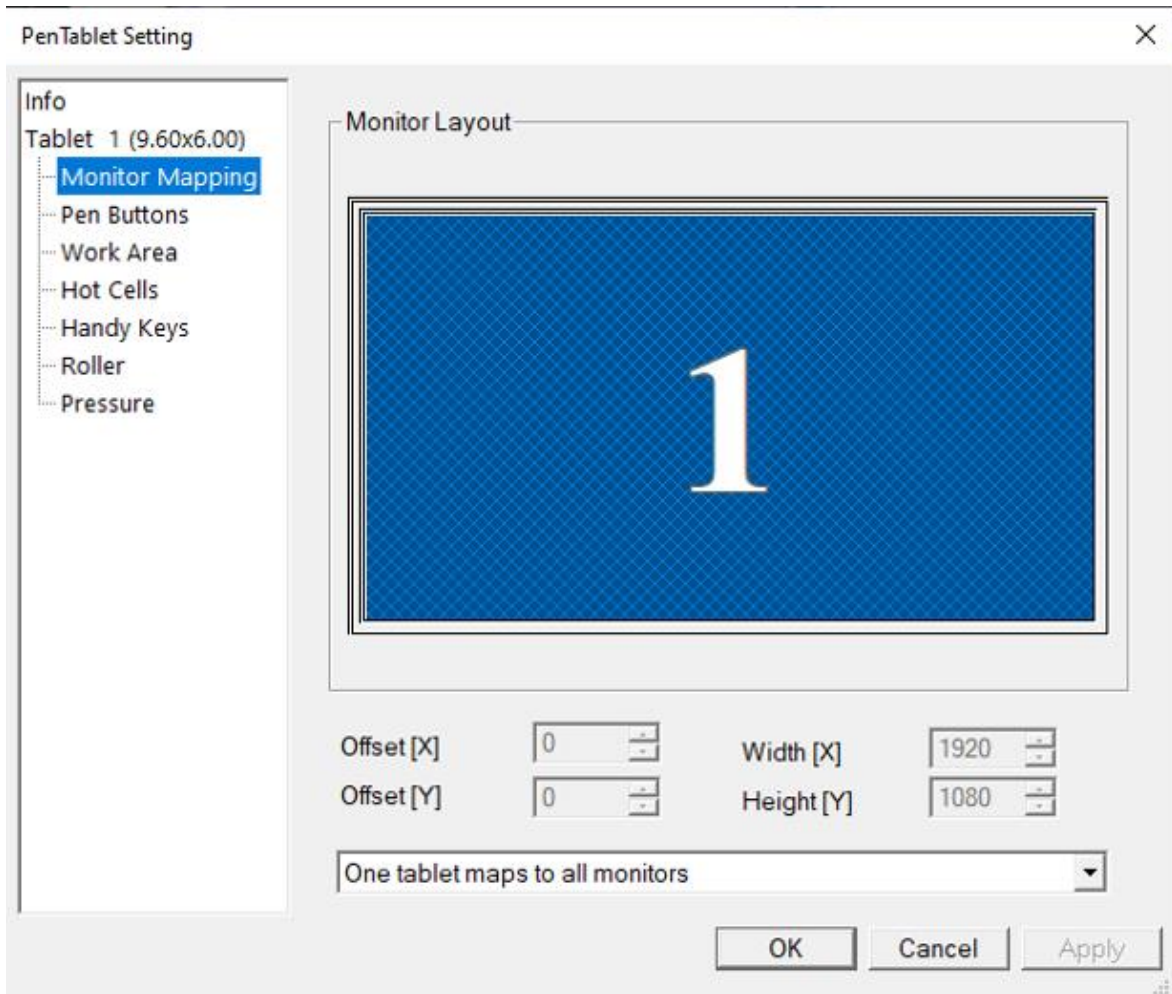 PenTablet Setting
Info
Tablet 1 (9.60x6.00)
Monitor Mapping
Pen Buttons
Work Area
Hot Cells
Handy Keys
Roller
Pressure
Monitor Layout
1
Offset [X] 0 Width [X] 1920
Offset [Y] 0 Height [Y] 1080
One tablet maps to all monitors
OK Cancel Apply